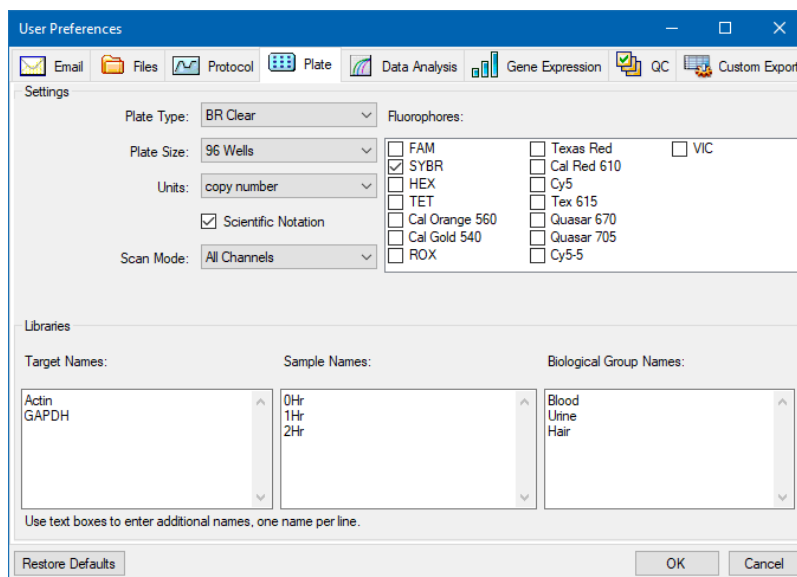 User Preferences
Email Files Protocol Plate Data Analysis Gene Expression QC Custom Export
Settings
Plate Type: BR Clear
Plate Size: 96 Wells
Units: copy number
Scientific Notation
Scan Mode: All Channels
Fluorophores:
FAM Texas Red VIC
SYBR Cal Red 610
HEX Cy5
TET Tex 615
Cal Orange 560 Quasar 670
Cal Gold 540 Quasar 705
ROX Cy5-5
Libraries
Target Names: Sample Names: Biological Group Names:
Actin 0Hr Blood
GAPDH 1Hr Urine
2Hr Hair
Use text boxes to enter additional names, one name per line.
Restore Defaults OK Cancel